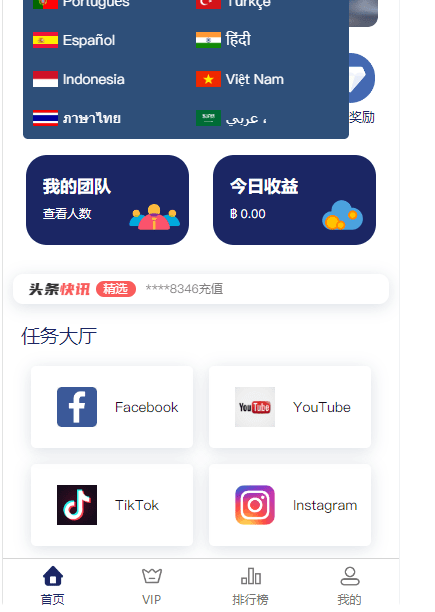 Português
Türkçe
Español
हिंदी
Indonesia
Việt Nam
ภาษาไทย
عربي ،
奖励
我的团队
查看人数
今日收益
฿ 0.00
头条快讯 精选 ****8346充值
任务大厅
Facebook
You Tube YouTube
TikTok
Instagram
首页
VIP
排行榜
我的